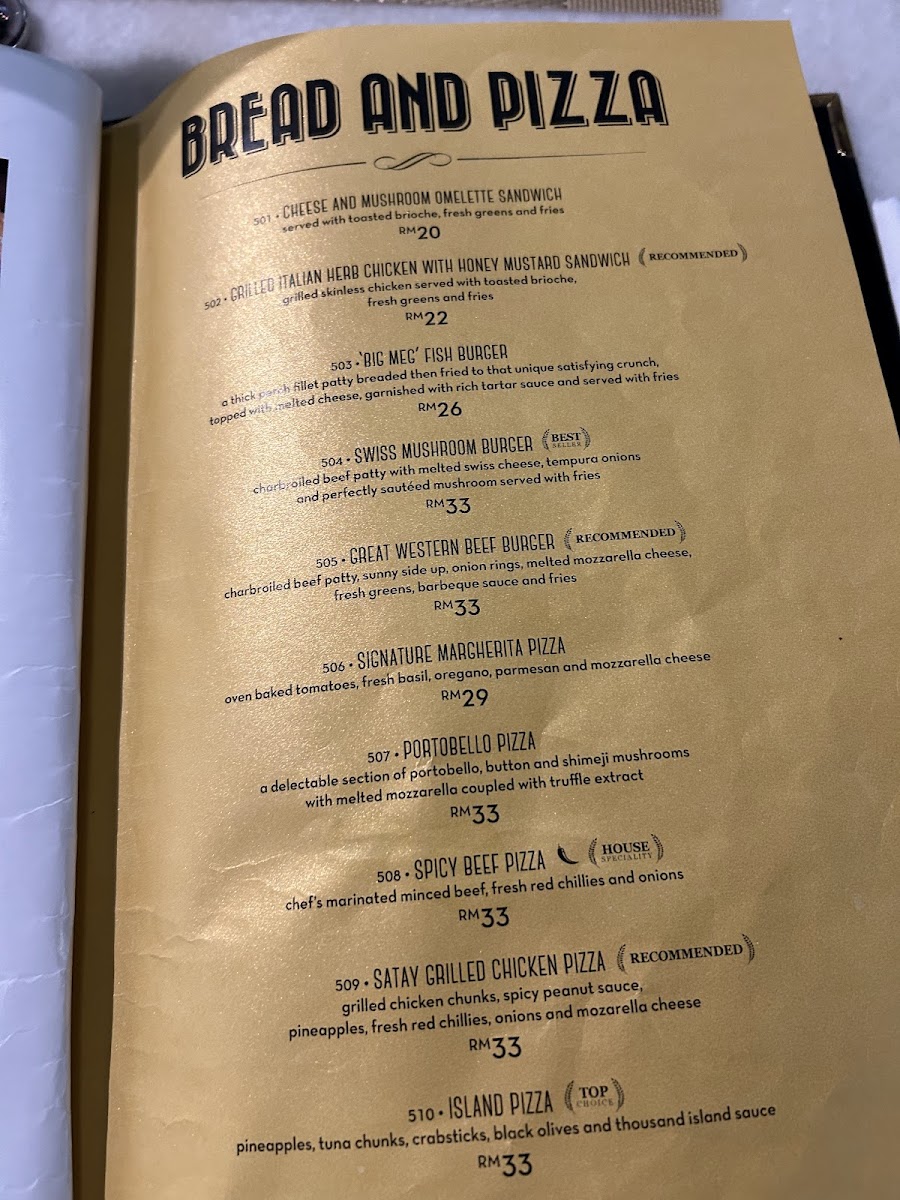 BREAD AND PIZZA
501 • CHEESE AND MUSHROOM OMELETTE SANDWICH
served with toasted brioche, fresh greens and fries
RM20
502 • GRILLED ITALIAN HERB CHICKEN WITH HONEY MUSTARD SANDWICH (RECOMMENDED)
grilled skinless chicken served with toasted brioche,
fresh greens and fries
RM22
503 • 'BIG MEG' FISH BURGER
a thick perch fillet patty breaded then fried to that unique satisfying crunch,
topped with melted cheese, garnished with rich tartar sauce and served with fries
RM26
504 • SWISS MUSHROOM BURGER BEST SELLER
charbroiled beef patty with melted swiss cheese, tempura onions
and perfectly sautéed mushroom served with fries
RM33
505 • GREAT WESTERN BEEF BURGER RECOMMENDED
charbroiled beef patty, sunny side up, onion rings, melted mozzarella cheese,
fresh greens, barbeque sauce and fries
RM33
506 • SIGNATURE MARGHERITA PIZZA
oven baked tomatoes, fresh basil, oregano, parmesan and mozzarella cheese
RM29
507 • PORTOBELLO PIZZA
a delectable section of portobello, button and shimeji mushrooms
with melted mozzarella coupled with truffle extract
RM33
508 • SPICY BEEF PIZZA HOUSE SPECIALITY
chef's marinated minced beef, fresh red chillies and onions
RM33
509 • SATAY GRILLED CHICKEN PIZZA RECOMMENDED
grilled chicken chunks, spicy peanut sauce,
pineapples, fresh red chillies, onions and mozarella cheese
RM33
510 • ISLAND PIZZA TOP CHOICE
pineapples, tuna chunks, crabsticks, black olives and thousand island sauce
RM33